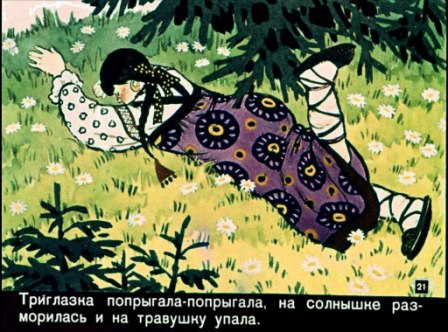 21
Триглазка попрыгала-попрыгала, на солнышке раз-
морилась и на травушку упала.